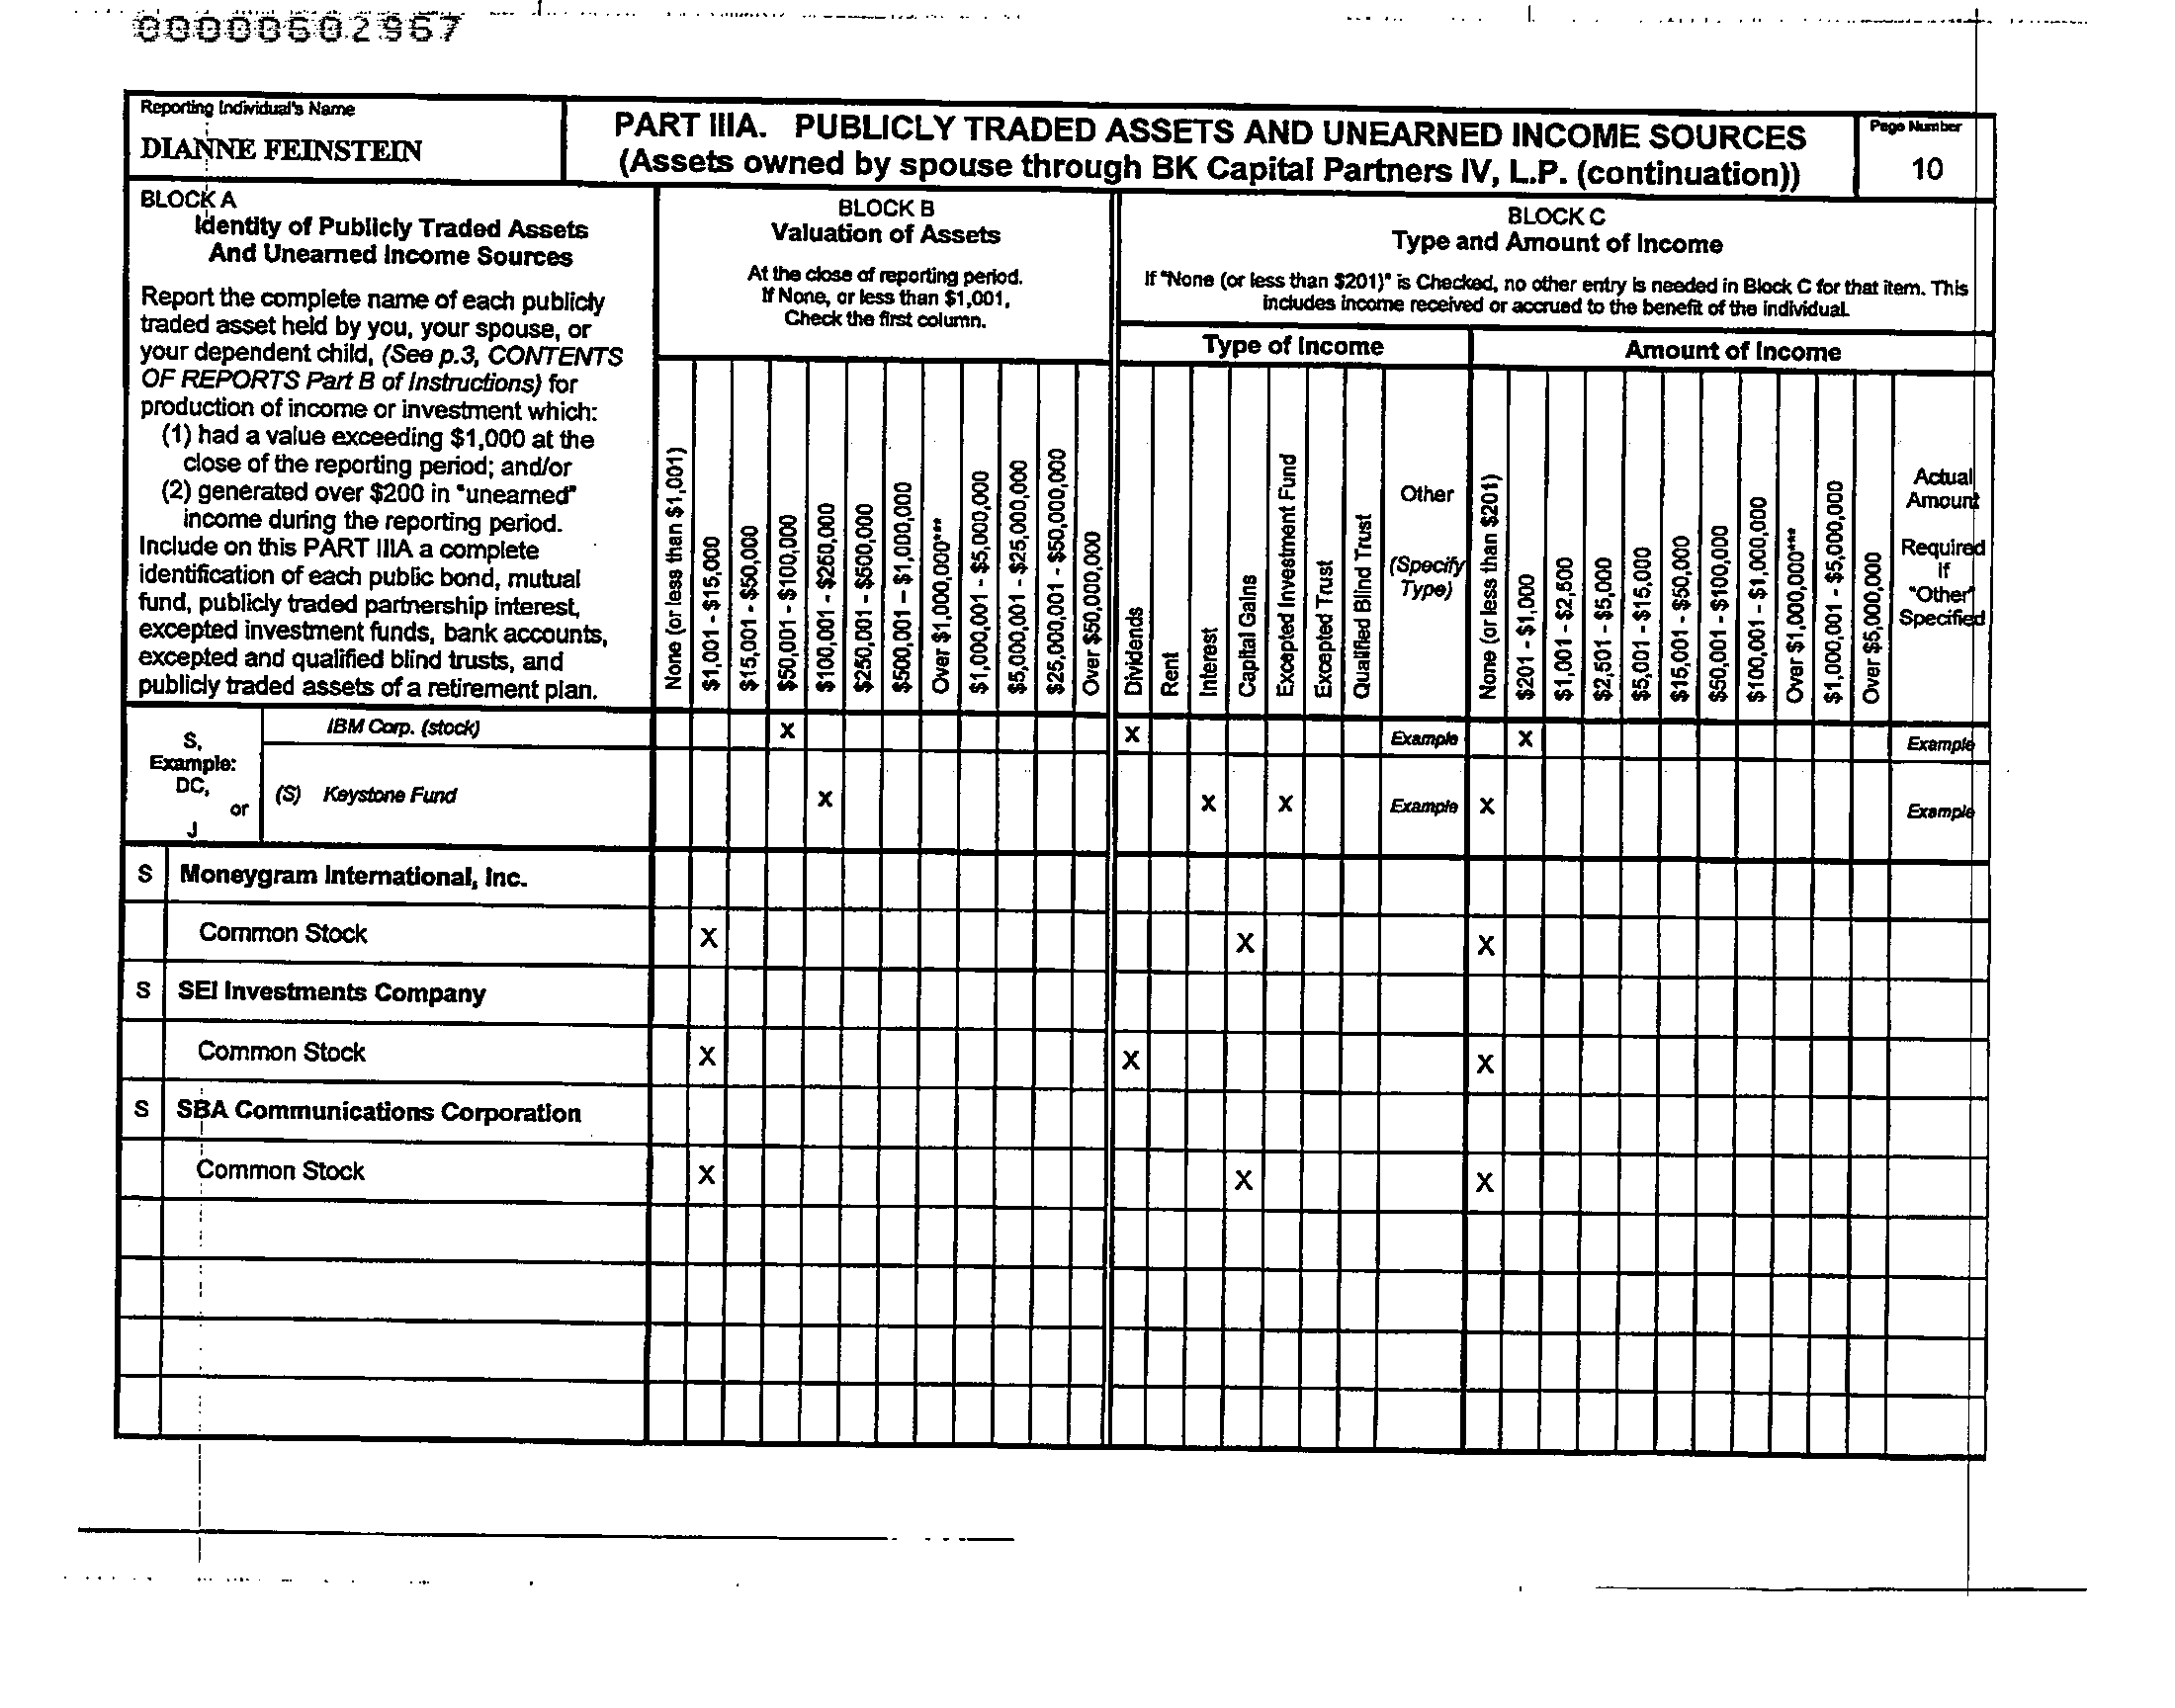 00000602967
Reporting Individual's Name
DIANNE FEINSTEIN
PART IIIA. PUBLICLY TRADED ASSETS AND UNEARNED INCOME SOURCES
(Assets owned by spouse through BK Capital Partners IV, L.P. (continuation))
Page Number
10
BLOCK A
Identity of Publicly Traded Assets
And Unearned Income Sources
Report the complete name of each publicly
traded asset held by you, your spouse, or
your dependent child, (See p.3, CONTENTS
OF REPORTS Part B of Instructions) for
production of income or investment which:
(1) had a value exceeding $1,000 at the
close of the reporting period; and/or
(2) generated over $200 in "unearned"
income during the reporting period.
Include on this PART IIIA a complete
identification of each public bond, mutual
fund, publicly traded partnership interest,
excepted investment funds, bank accounts,
excepted and qualified blind trusts, and
publicly traded assets of a retirement plan.
BLOCK B
Valuation of Assets
At the close of reporting period.
If None, or less than $1,001,
Check the first column.
BLOCK C
Type and Amount of Income
If "None (or less than $201)" is Checked, no other entry is needed in Block C for that item. This
includes income received or accrued to the benefit of the individual.
Type of Income
Amount of Income
None (or less than $1,001)
$1,001 - $15,000
$15,001 - $50,000
$50,001 - $100,000
$100,001 - $250,000
$250,001 - $500,000
$500,001 - $1,000,000
Over $1,000,000***
$1,000,001 - $5,000,000
$5,000,001 - $25,000,000
$25,000,001 - $50,000,000
Over $50,000,000
Dividends
Rent
Interest
Capital Gains
Excepted Investment Fund
Excepted Trust
Qualified Blind Trust
Other
(Specify
Type)
None (or less than $201)
$201 - $1,000
$1,001 - $2,500
$2,501 - $5,000
$5,001 - $15,000
$15,001 - $50,000
$50,001 - $100,000
$100,001 - $1,000,000
Over $1,000,000***
$1,000,001 - $5,000,000
Over $5,000,000
Actual
Amount
Required
If
"Other"
Specified
S,
Example:
DC,
or
J
IBM Corp. (stock) X X Example X Example
(S) Keystone Fund X X X Example X Example
S Moneygram International, Inc.
Common Stock X X X
S SEI Investments Company
Common Stock X X X
S SBA Communications Corporation
Common Stock X X X